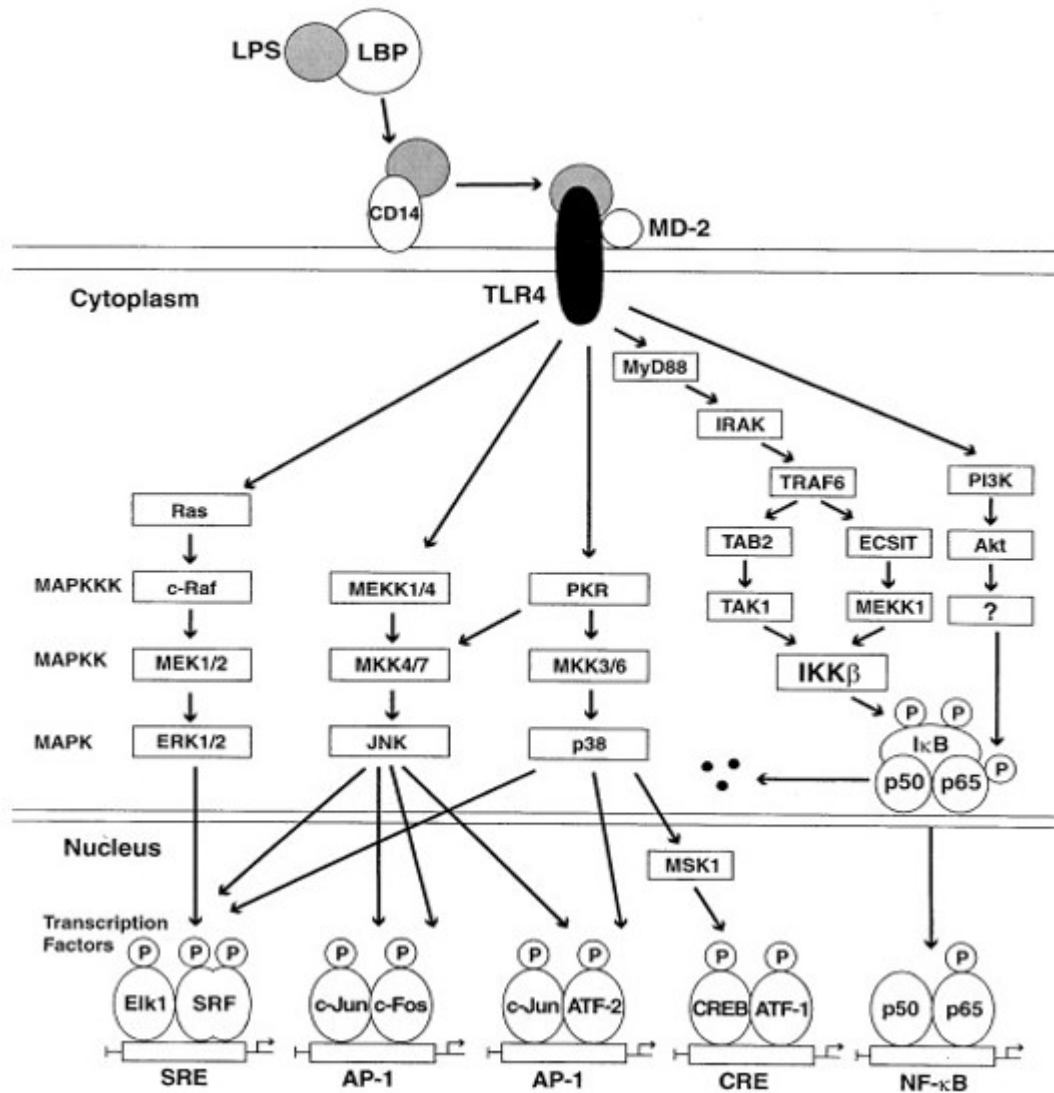 LPS
LBP
CD14
MD-2
TLR4
Cytoplasm
MyD88
IRAK
TRAF6
PI3K
Ras
TAB2
ECSIT
Akt
MAPKKK
c-Raf
MEKK1/4
PKR
TAK1
MEKK1
?
MAPKK
MEK1/2
MKK4/7
MKK3/6
IKKβ
P
P
MAPK
ERK1/2
JNK
p38
IκB
P
p50
p65
Nucleus
MSK1
Transcription
Factors
P
P
P
P
P
P
P
P
P
P
Elk1
SRF
c-Jun
c-Fos
c-Jun
ATF-2
CREB
ATF-1
p50
p65
SRE
AP-1
AP-1
CRE
NF-κB